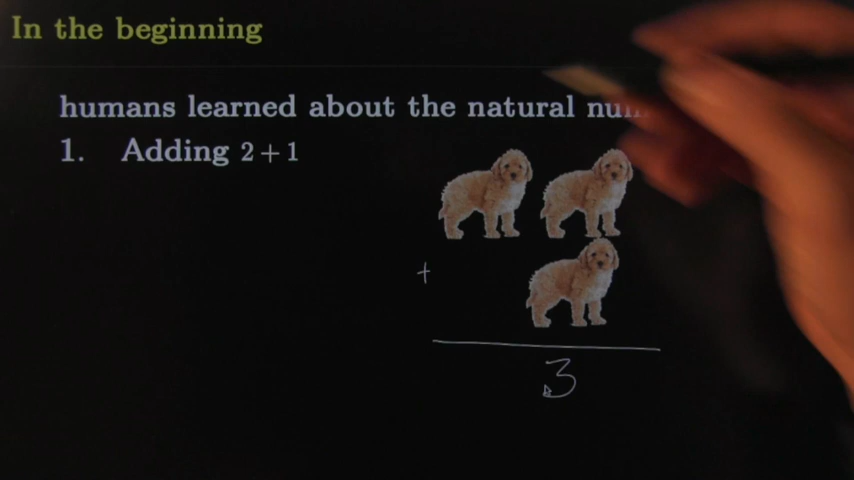 In the beginning
humans learned about the natural
1. Adding 2 + 1
+
3